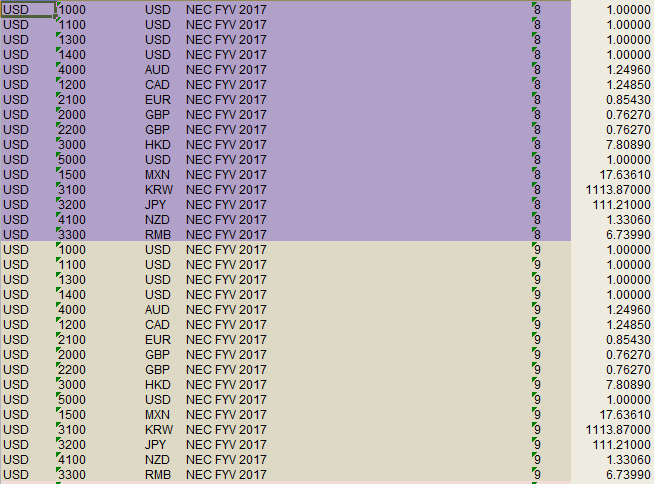 USD 1000 USD NEC FYV 2017 8 1.00000
USD 1100 USD NEC FYV 2017 8 1.00000
USD 1300 USD NEC FYV 2017 8 1.00000
USD 1400 USD NEC FYV 2017 8 1.00000
USD 4000 AUD NEC FYV 2017 8 1.24960
USD 1200 CAD NEC FYV 2017 8 1.24850
USD 2100 EUR NEC FYV 2017 8 0.85430
USD 2000 GBP NEC FYV 2017 8 0.76270
USD 2200 GBP NEC FYV 2017 8 0.76270
USD 3000 HKD NEC FYV 2017 8 7.80890
USD 5000 USD NEC FYV 2017 8 1.00000
USD 1500 MXN NEC FYV 2017 8 17.63610
USD 3100 KRW NEC FYV 2017 8 1113.87000
USD 3200 JPY NEC FYV 2017 8 111.21000
USD 4100 NZD NEC FYV 2017 8 1.33060
USD 3300 RMB NEC FYV 2017 8 6.73990
USD 1000 USD NEC FYV 2017 9 1.00000
USD 1100 USD NEC FYV 2017 9 1.00000
USD 1300 USD NEC FYV 2017 9 1.00000
USD 1400 USD NEC FYV 2017 9 1.00000
USD 4000 AUD NEC FYV 2017 9 1.24960
USD 1200 CAD NEC FYV 2017 9 1.24850
USD 2100 EUR NEC FYV 2017 9 0.85430
USD 2000 GBP NEC FYV 2017 9 0.76270
USD 2200 GBP NEC FYV 2017 9 0.76270
USD 3000 HKD NEC FYV 2017 9 7.80890
USD 5000 USD NEC FYV 2017 9 1.00000
USD 1500 MXN NEC FYV 2017 9 17.63610
USD 3100 KRW NEC FYV 2017 9 1113.87000
USD 3200 JPY NEC FYV 2017 9 111.21000
USD 4100 NZD NEC FYV 2017 9 1.33060
USD 3300 RMB NEC FYV 2017 9 6.73990